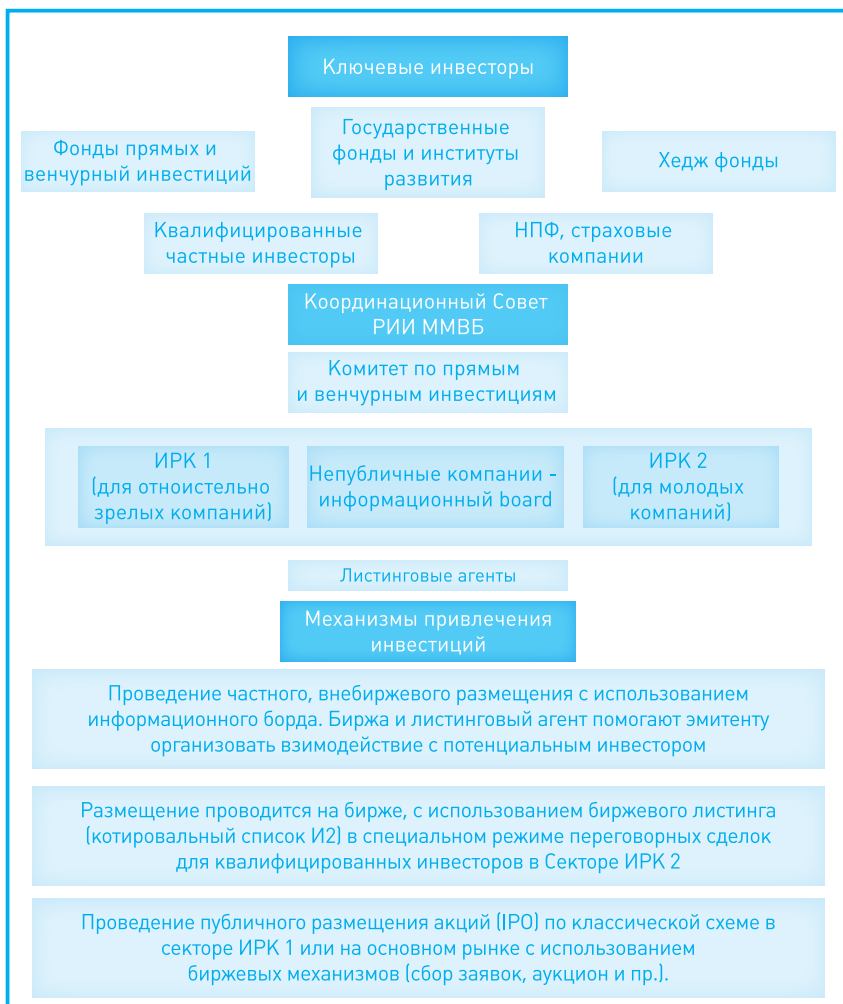 Ключевые инвесторы
Фонды прямых и
венчурный инвестиций
Государственные
фонды и институты
развития
Хедж фонды
Квалифицированные
частные инвесторы
НПФ, страховые
компании
Координационный Совет
РИИ ММВБ
Комитет по прямым
и венчурным инвестициям
ИРК 1
(для отноистельно
зрелых компаний)
Непубличные компании -
информационный board
ИРК 2
(для молодых
компаний)
Листинговые агенты
Механизмы привлечения
инвестиций
Проведение частного, внебиржевого размещения с использованием
информационного борда. Биржа и листинговый агент помогают эмитенту
организовать взимодействие с потенциальным инвестором
Размещение проводится на бирже, с использованием биржевого листинга
(котировальный список И2) в специальном режиме переговорных сделок
для квалифицированных инвесторов в Секторе ИРК 2
Проведение публичного размещения акций (IPO) по классической схеме в
секторе ИРК 1 или на основном рынке с использованием
биржевых механизмов (сбор заявок, аукцион и пр.).